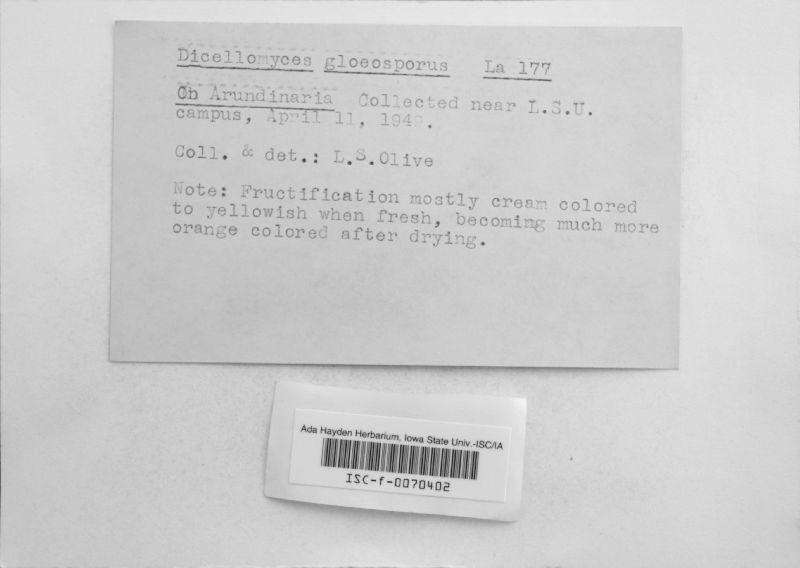 Dicellomyces gloeosporus La 177
On Arundinaria Collected near L.S.U.
campus, April 11,
Coll. & det.: L.S.Olive
Note: Fructification mostly cream colored
to yellowish when fresh, becoming much more
orange colored after drying.
Ada Hayden Herbarium, Iowa State Univ.-ISC/IA
ISC-f-0070402